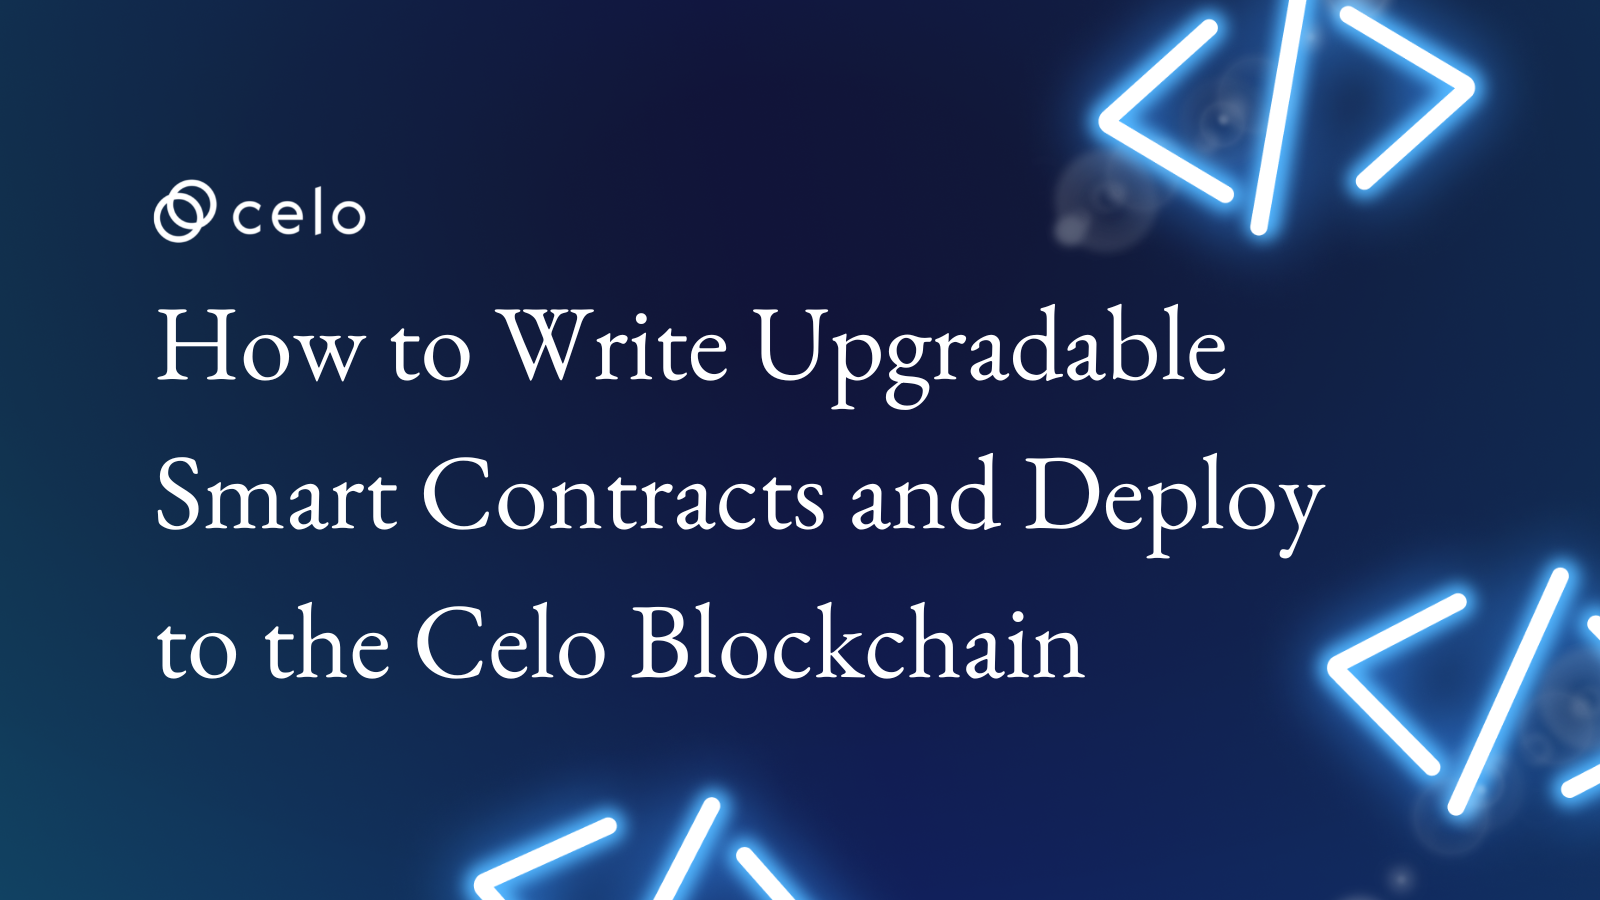 celo
How to Write Upgradable
Smart Contracts and Deploy
to the Celo Blockchain